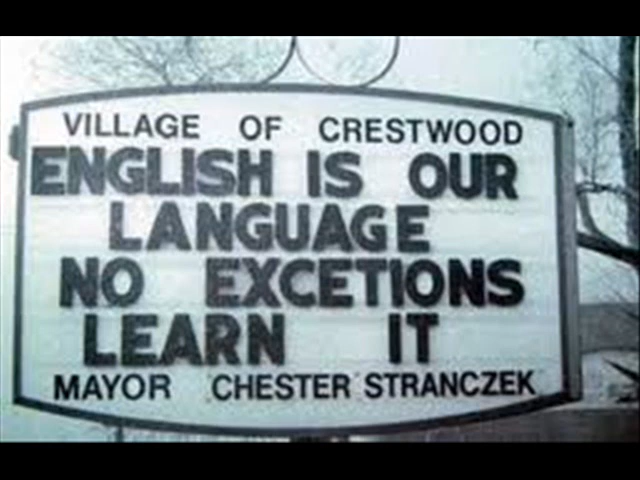 VILLAGE OF CRESTWOOD
ENGLISH IS OUR
LANGUAGE
NO EXCETIONS
LEARN IT
MAYOR CHESTER STRANCZEK